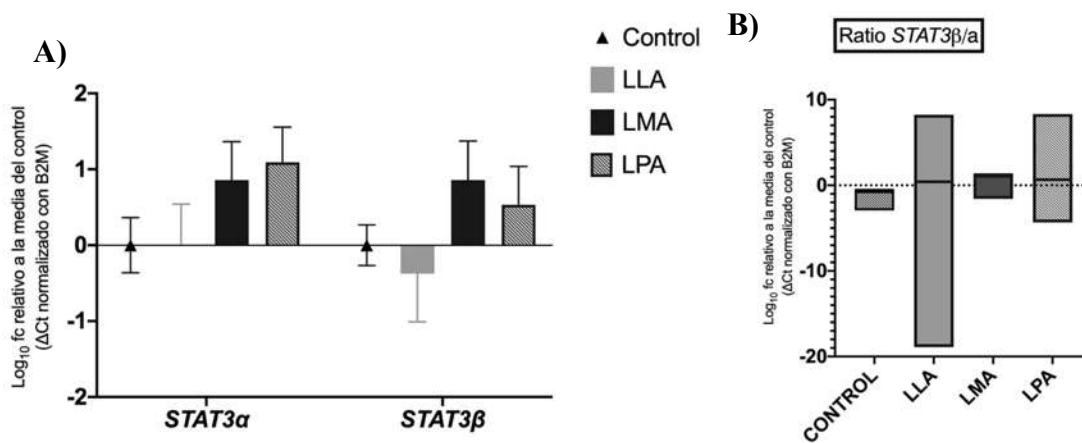 A)
Log₁₀ fc relativo a la media del control
(ΔCt normalizado con B2M)
2
1
0
-1
-2
STAT3α
STAT3β
Control
LLA
LMA
LPA
B)
Ratio STAT3β/a
Log₁₀ fc relativo a la media del control
(ΔCt normalizado con B2M)
10
0
-10
-20
CONTROL
LLA
LMA
LPA